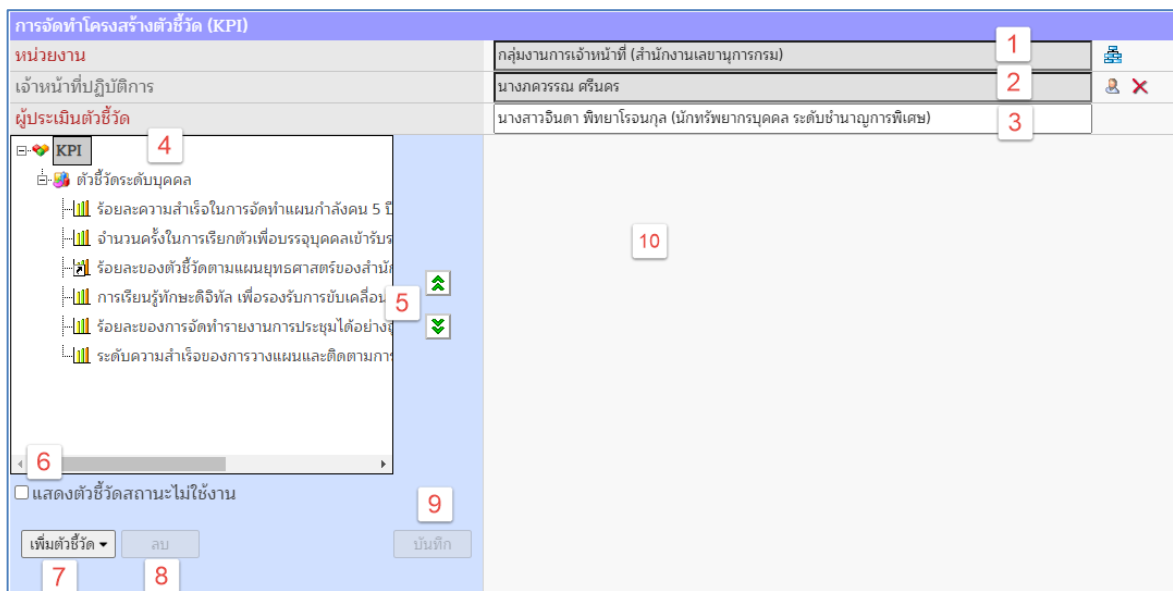 การจัดทำโครงสร้างตัวชี้วัด (KPI)
หน่วยงาน กลุ่มงานการเจ้าหน้าที่ (สำนักงานเลขานุการกรม) 1
เจ้าหน้าที่ปฏิบัติการ นางภควรรณ ศรีนคร 2
ผู้ประเมินตัวชี้วัด นางสาวจินดา พิทยาโรจนกุล (นักทรัพยากรบุคคล ระดับชำนาญการพิเศษ) 3
KPI 4
ตัวชี้วัดระดับบุคคล
ร้อยละความสำเร็จในการจัดทำแผนกำลังคน 5 ปี
จำนวนครั้งในการเรียกตัวเพื่อบรรจุบุคคลเข้ารับร
10
ร้อยละของตัวชี้วัดตามแผนยุทธศาสตร์ของสำนัก
การเรียนรู้ทักษะดิจิทัล เพื่อรองรับการขับเคลื่อน 5
ร้อยละของการจัดทำรายงานการประชุมได้อย่าง
ระดับความสำเร็จของการวางแผนและติดตามการ
6
แสดงตัวชี้วัดสถานะไม่ใช้งาน
9
เพิ่มตัวชี้วัด ลบ บันทึก
7 8